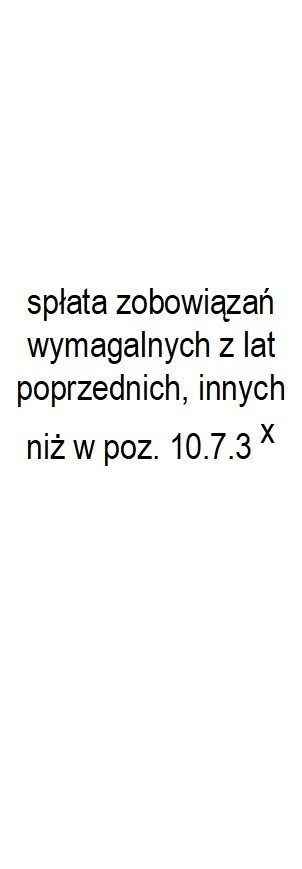 spłata zobowiązań
wymagalnych z lat
poprzednich, innych
niż w poz. 10.7.3 x